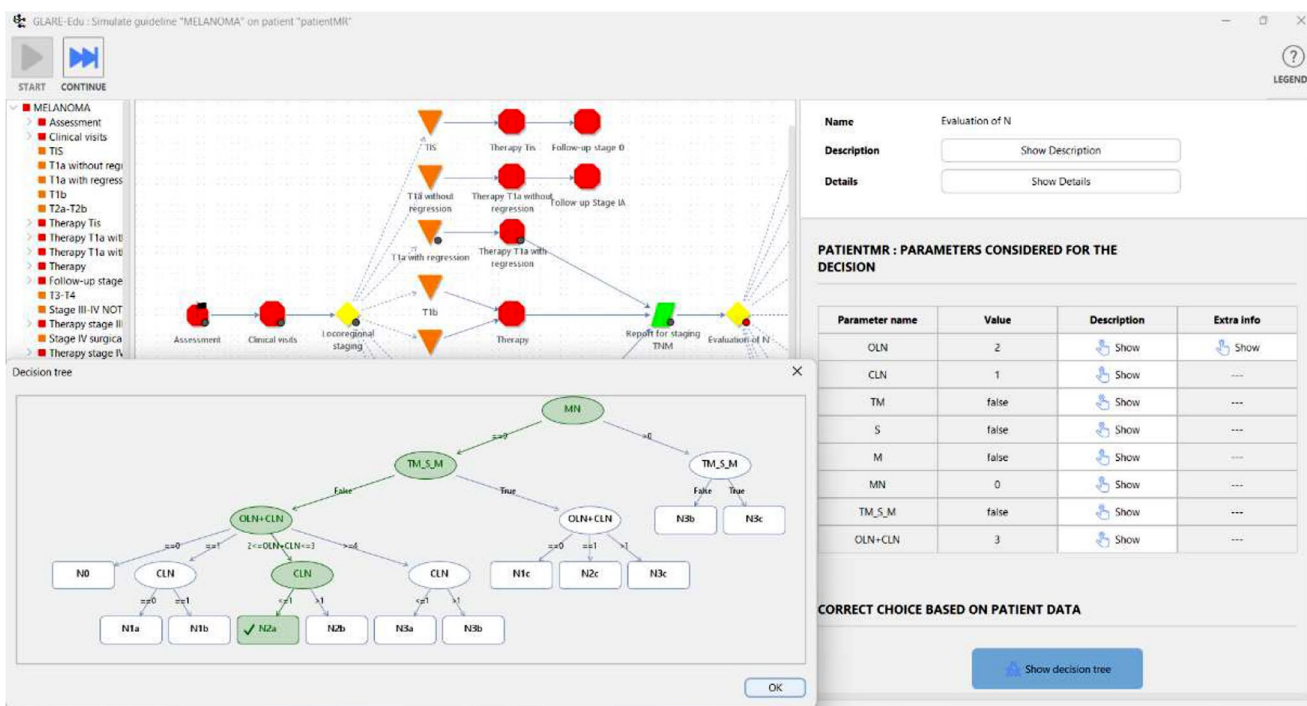 GLARE-Edu : Simulate guideline "MELANOMA" on patient "patientMR"
START CONTINUE
LEGEND
MELANOMA
Assessment
Clinical visits
TIS
T1a without regr
T1a with regress
T1b
T2a-T2b
Therapy Tis
Therapy T1a wit
Therapy T1a wit
Therapy
Follow-up stage
T3-T4
Stage III-IV NOT
Therapy stage III
Stage IV surgica
Therapy stage IV
TIS
Therapy Tis
Follow-up stage 0
T1a without
regression
Therapy T1a without
regression
Follow up Stage IA
T1a with regression
Therapy T1a with
regression
T1b
Assessment
Clinical visits
Locoregional
staging
Therapy
Report for staging
TNM
Evaluation of N
Name Evaluation of N
Description Show Description
Details Show Details
PATIENTMR : PARAMETERS CONSIDERED FOR THE
DECISION
Parameter name Value Description Extra info
OLN 2 Show Show
CLN 1 Show ---
TM false Show ---
S false Show ---
M false Show ---
MN 0 Show ---
TM_S_M false Show ---
OLN+CLN 3 Show ---
CORRECT CHOICE BASED ON PATIENT DATA
Show decision tree
Decision tree
MN
==0 >0
TM_S_M TM_S_M
False True False True
OLN+CLN OLN+CLN N3b N3c
==0 ==1 2<=OLN+CLN<=3 >=4 ==0 ==1 >1
N0 CLN CLN CLN N1c N2c N3c
==0 ==1 <=1 >1 <=1 >1
N1a N1b N2a N2b N3a N3b
OK